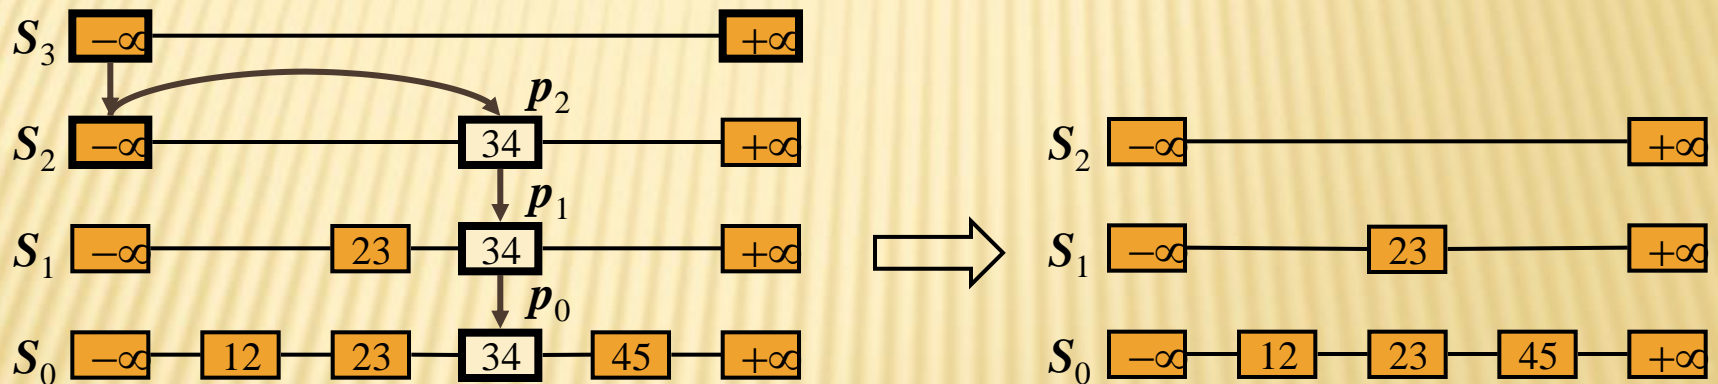 S3 −∞ +∞
p2
S2 −∞ 34 +∞ S2 −∞ +∞
p1
S1 −∞ 23 34 +∞ S1 −∞ 23 +∞
p0
S0 −∞ 12 23 34 45 +∞ S0 −∞ 12 23 45 +∞